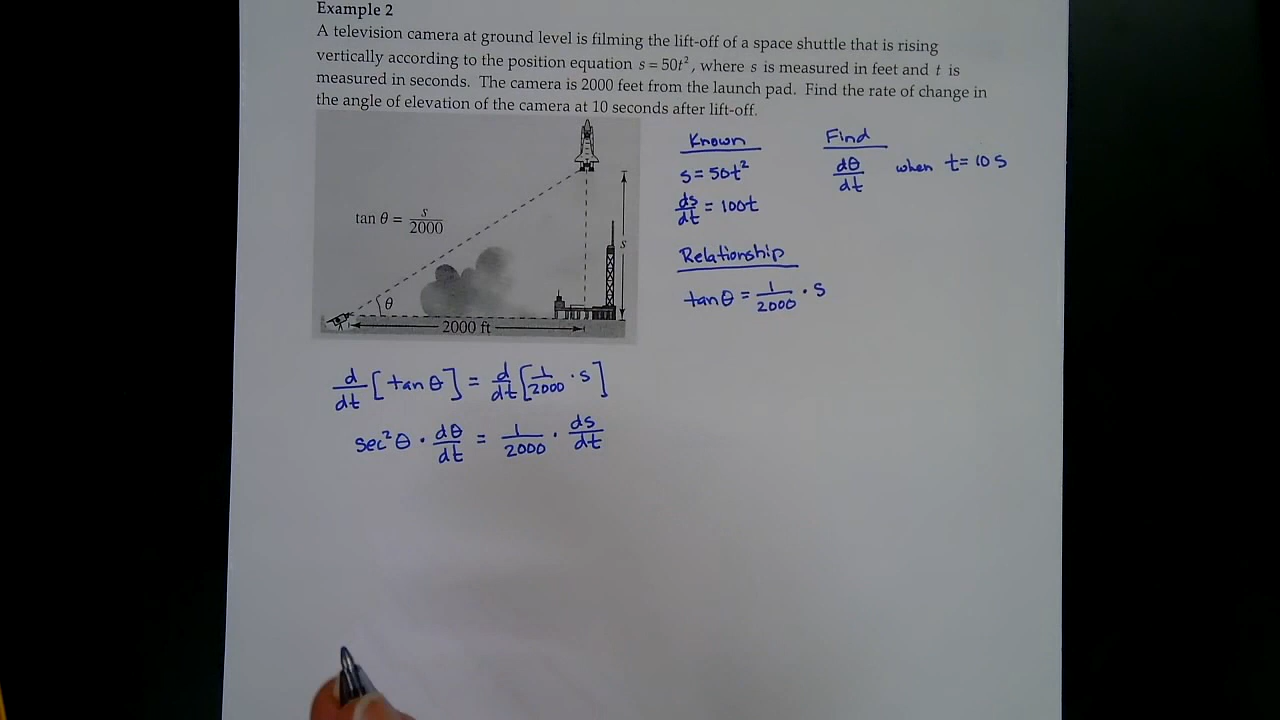 Example 2
A television camera at ground level is filming the lift-off of a space shuttle that is rising
vertically according to the position equation s = 50t², where s is measured in feet and t is
measured in seconds. The camera is 2000 feet from the launch pad. Find the rate of change in
the angle of elevation of the camera at 10 seconds after lift-off.
tan θ = s/2000
s
θ
2000 ft
Known
s = 50t²
ds/dt = 100t
Find
dθ/dt when t = 10 s
Relationship
tan θ = 1/2000 · s
d/dt [tan θ] = d/dt [1/2000 · s]
sec² θ · dθ/dt = 1/2000 · ds/dt